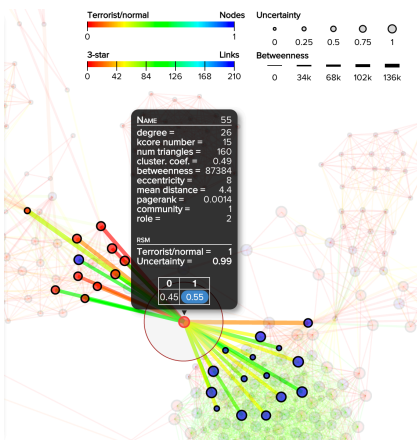 Terrorist/normal Nodes
0 1
3-star Links
0 42 84 126 168 210
Uncertainty
0 0.25 0.5 0.75 1
Betweenness
0 34k 68k 102k 136k
NAME 55
degree = 26
kcore number = 15
num triangles = 160
cluster. coef. = 0.49
betweenness = 87384
eccentricity = 8
mean distance = 4.4
pagerank = 0.0014
community = 1
role = 2
RSM
Terrorist/normal = 1
Uncertainty = 0.99
0 1
0.45 0.55